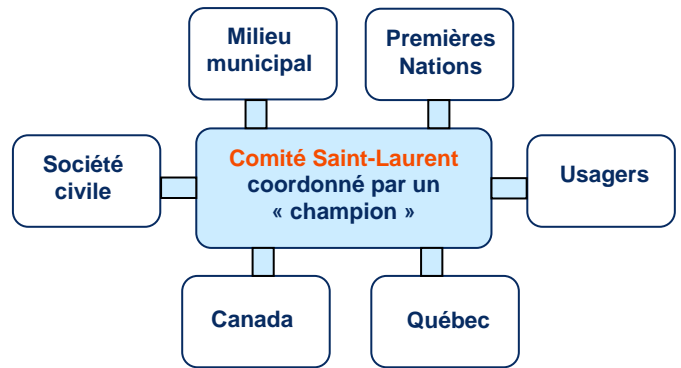 Milieu
municipal
Premières
Nations
Société
civile
Comité Saint-Laurent
coordonné par un
« champion »
Usagers
Canada
Québec